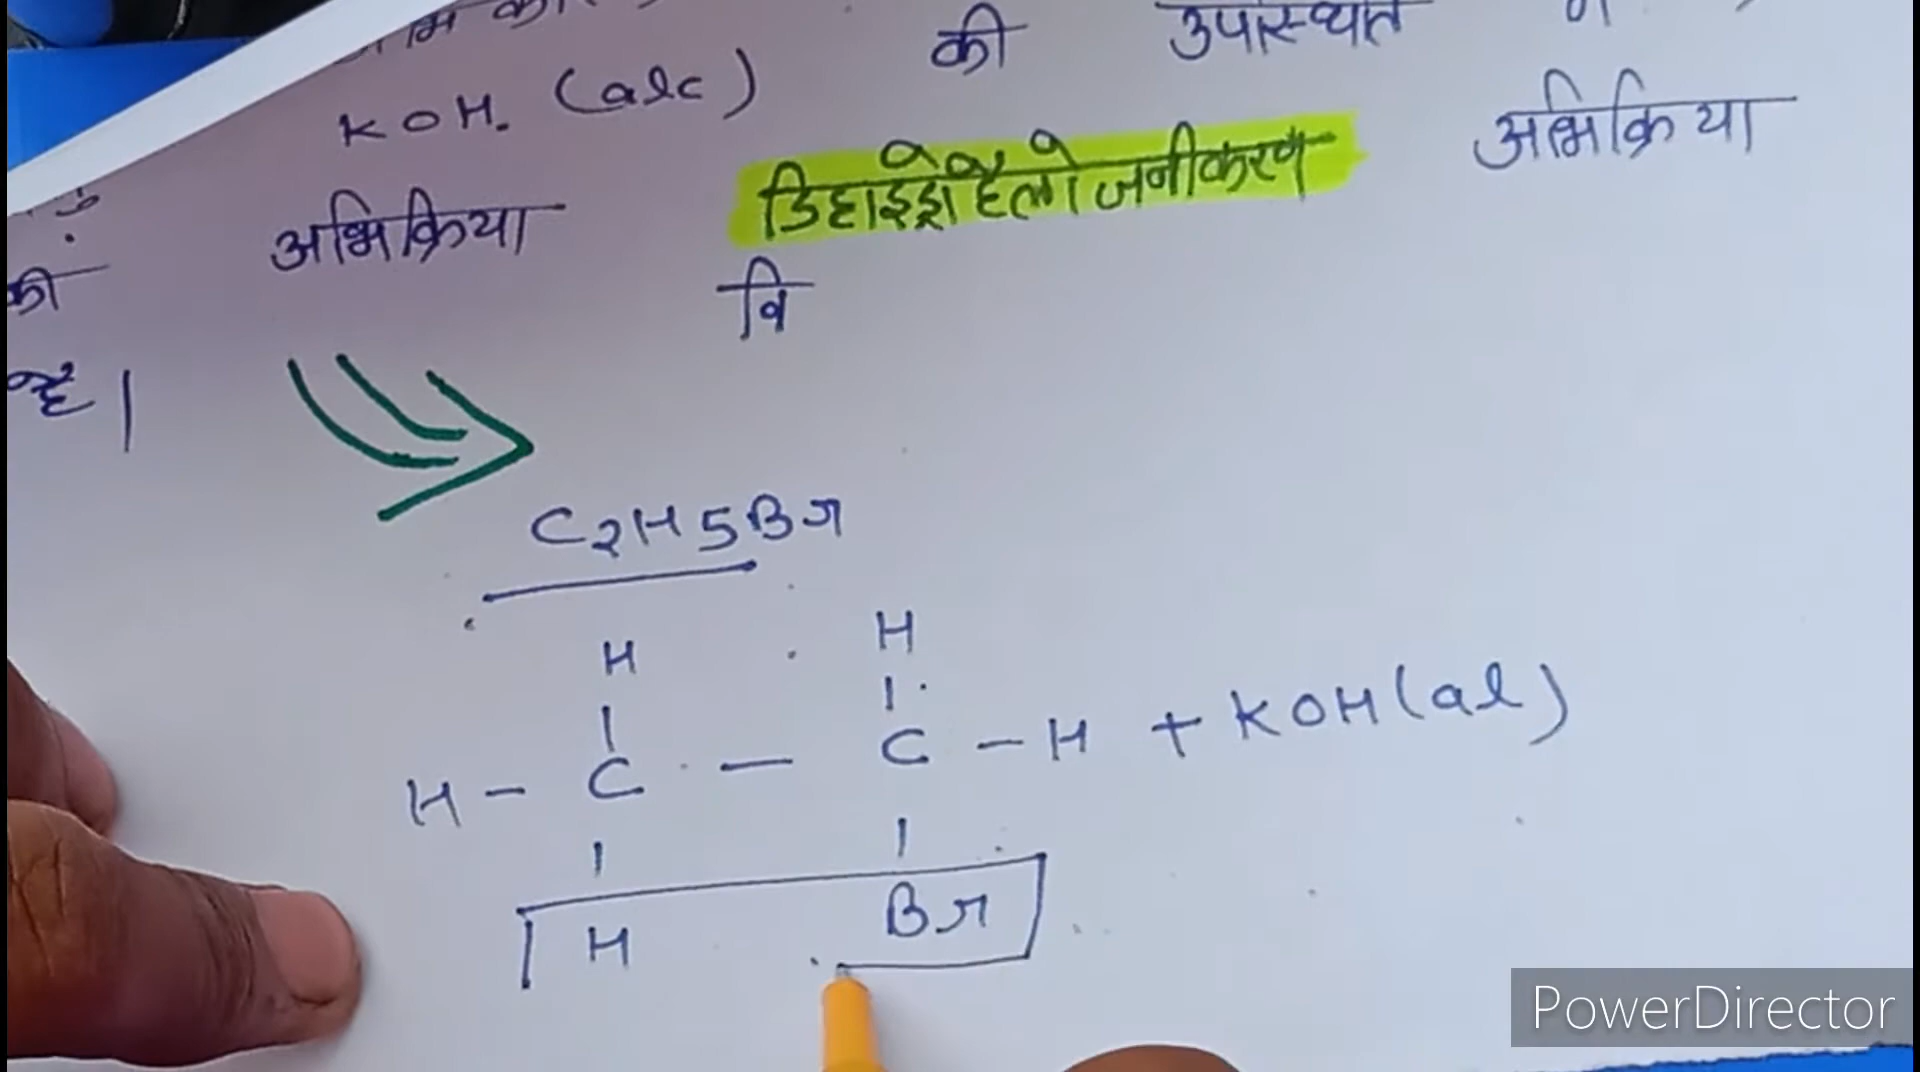 की उपस्थित
KOH. (alc)
अभिक्रिया डिहाइड्रोहैलोजनीकरण अभिक्रिया
की वि
है।
C2H5Br
H H
H - C - C - H + KOH (al)
H Br
PowerDirector